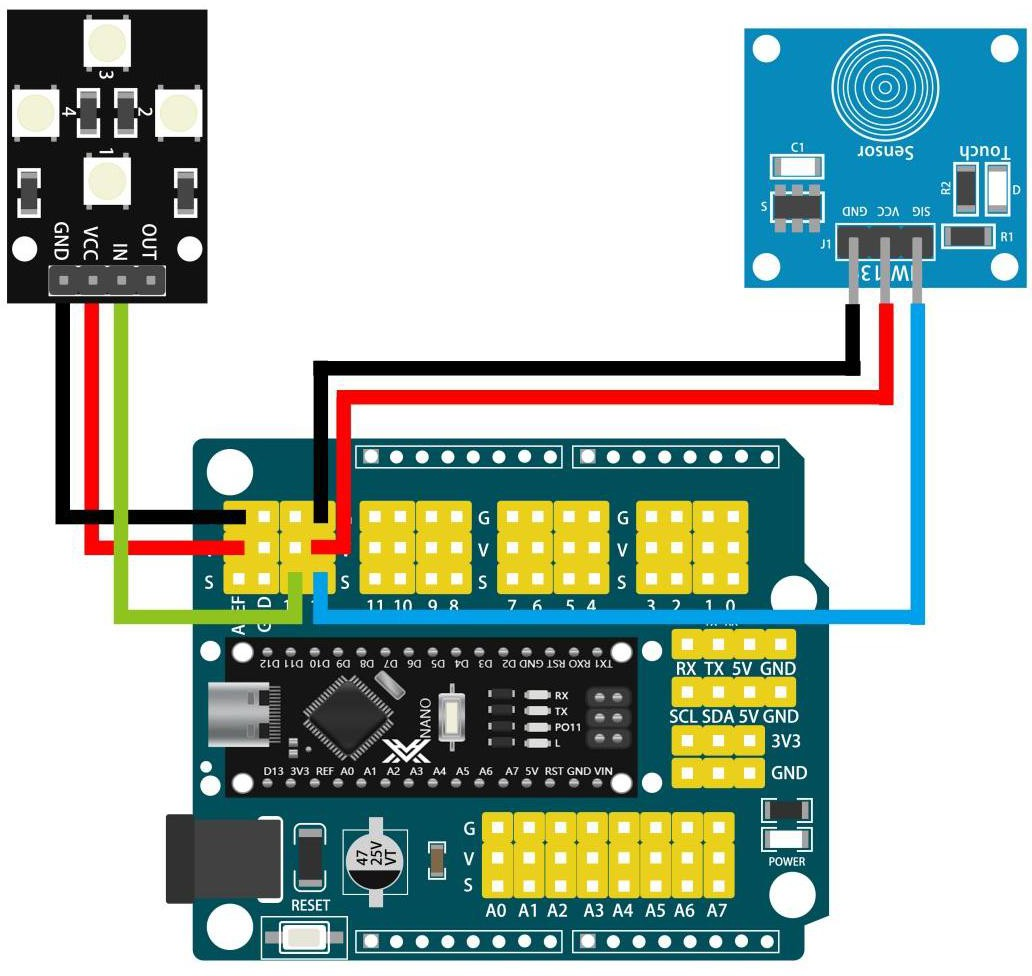 3
4
2
1
GND
VCC
IN
OUT
Sensor
Touch
C1
R2
D
S
GND
VCC
SIG
J1
R1
G
G
V
V
S
S
S
S
11 10 9 8
7 6 5 4
3 2 1 0
D12 D11 D10 D9 D8 D7 D6 D5 D4 D3 D2 GND RST RXO TX1
RX TX 5V GND
SCL SDA 5V GND
3V3
GND
NANO
RX
TX
PO11
L
D13 3V3 REF A0 A1 A2 A3 A4 A5 A6 A7 5V RST GND VIN
47
25V
VT
RESET
G
V
S
A0 A1 A2 A3 A4 A5 A6 A7
POWER